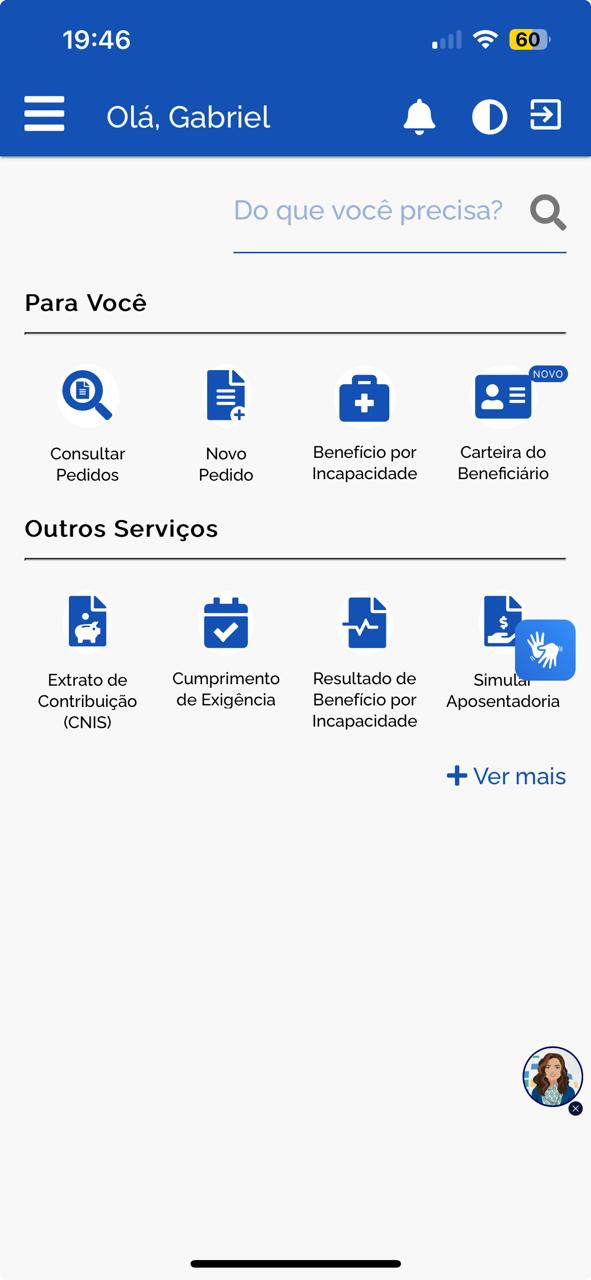 19:46
60
Olá, Gabriel
Do que você precisa?
Para Você
NOVO
Consultar
Pedidos
Novo
Pedido
Benefício por
Incapacidade
Carteira do
Beneficiário
Outros Serviços
$
Extrato de
Contribuição
(CNIS)
Cumprimento
de Exigência
Resultado de
Benefício por
Incapacidade
Simular
Aposentadoria
Ver mais